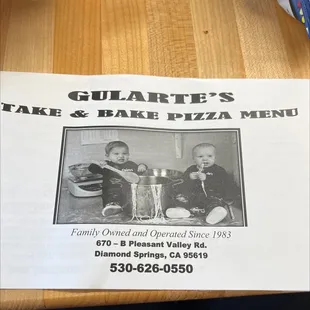 GULARTE'S
TAKE & BAKE PIZZA MENU
Family Owned and Operated Since 1983
670 – B Pleasant Valley Rd.
Diamond Springs, CA 95619
530-626-0550